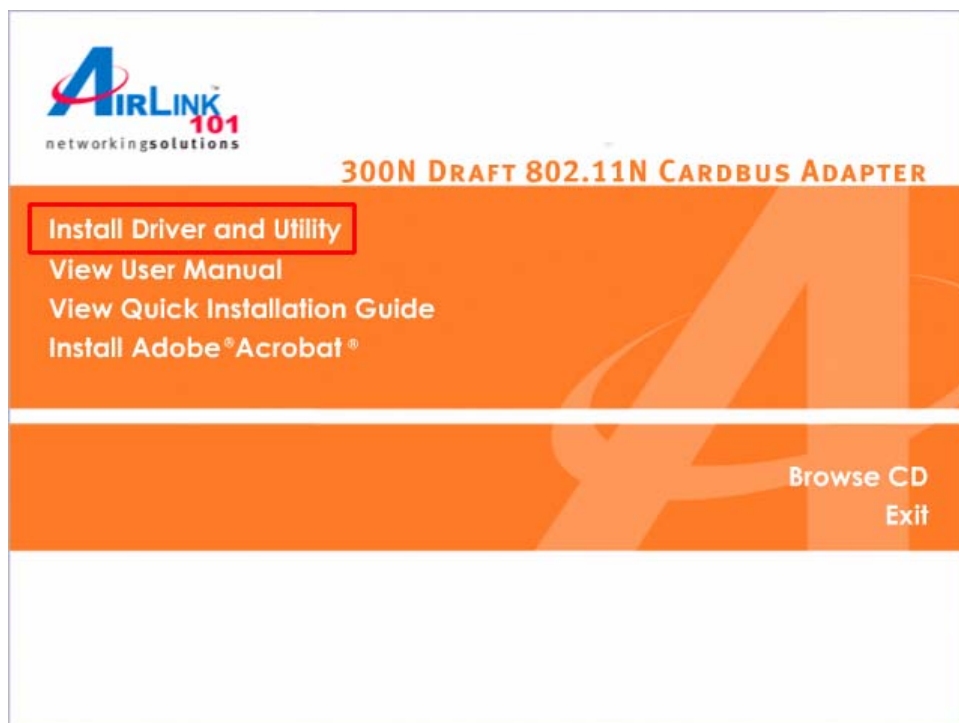 AIRLINK
101
networkingsolutions
300N DRAFT 802.11N CARDBUS ADAPTER
Install Driver and Utility
View User Manual
View Quick Installation Guide
Install Adobe®Acrobat®
Browse CD
Exit